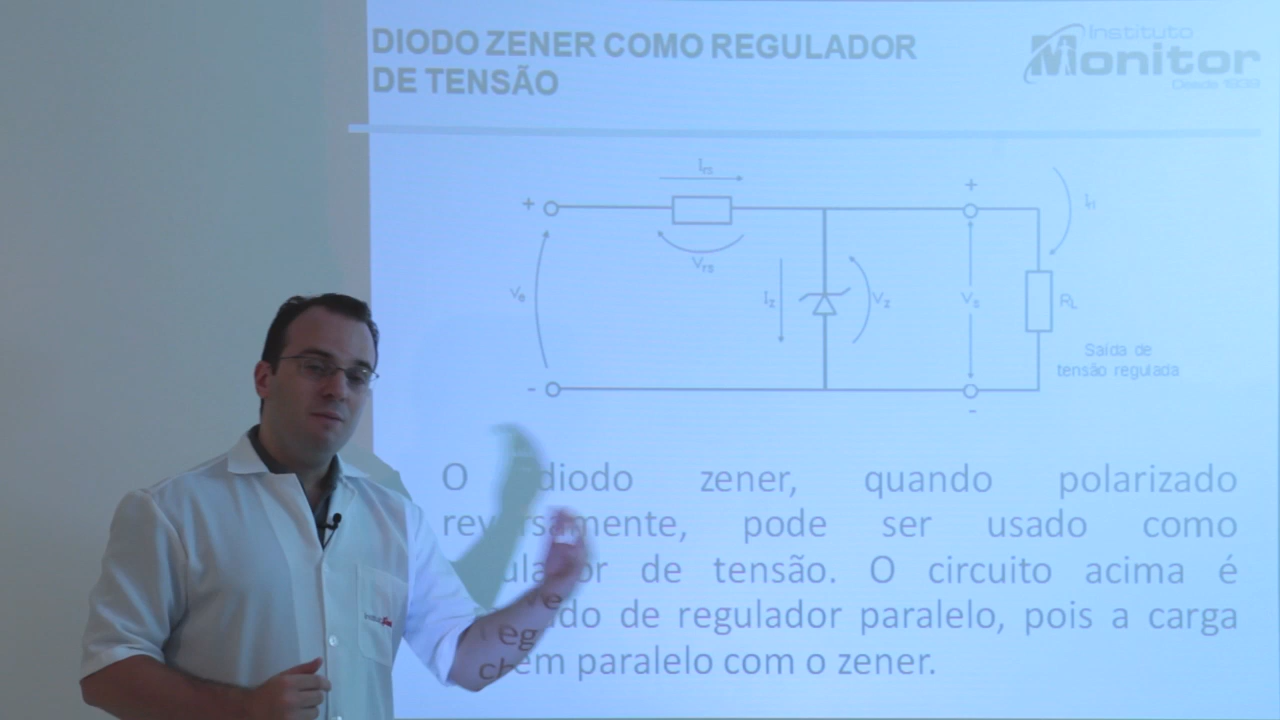 DIODO ZENER COMO REGULADOR
DE TENSÃO
Instituto
Monitor
Desde 1939
Irs
+
+
Vrs
Ve
Iz
Vz
Vs
RL
Saída de
tensão regulada
-
-
O diodo zener, quando polarizado
pode ser usado como
de tensão. O circuito acima é
de regulador paralelo, pois a carga
em paralelo com o zener.